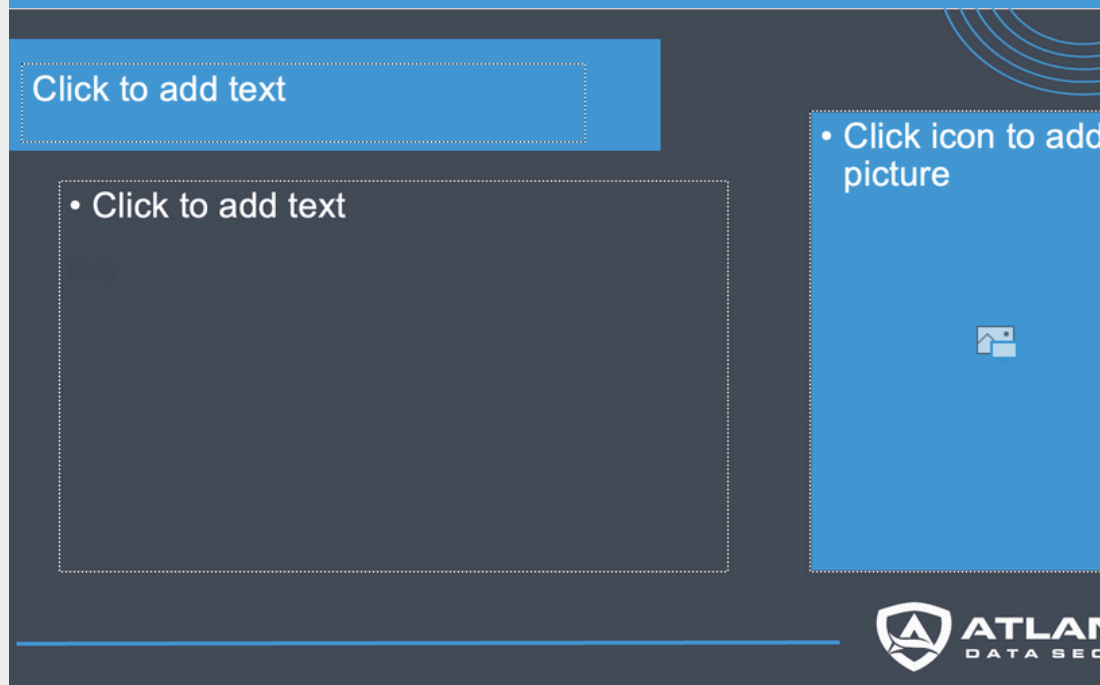 Click to add text
• Click to add text
• Click icon to add
picture
ATLAN
DATA SEC